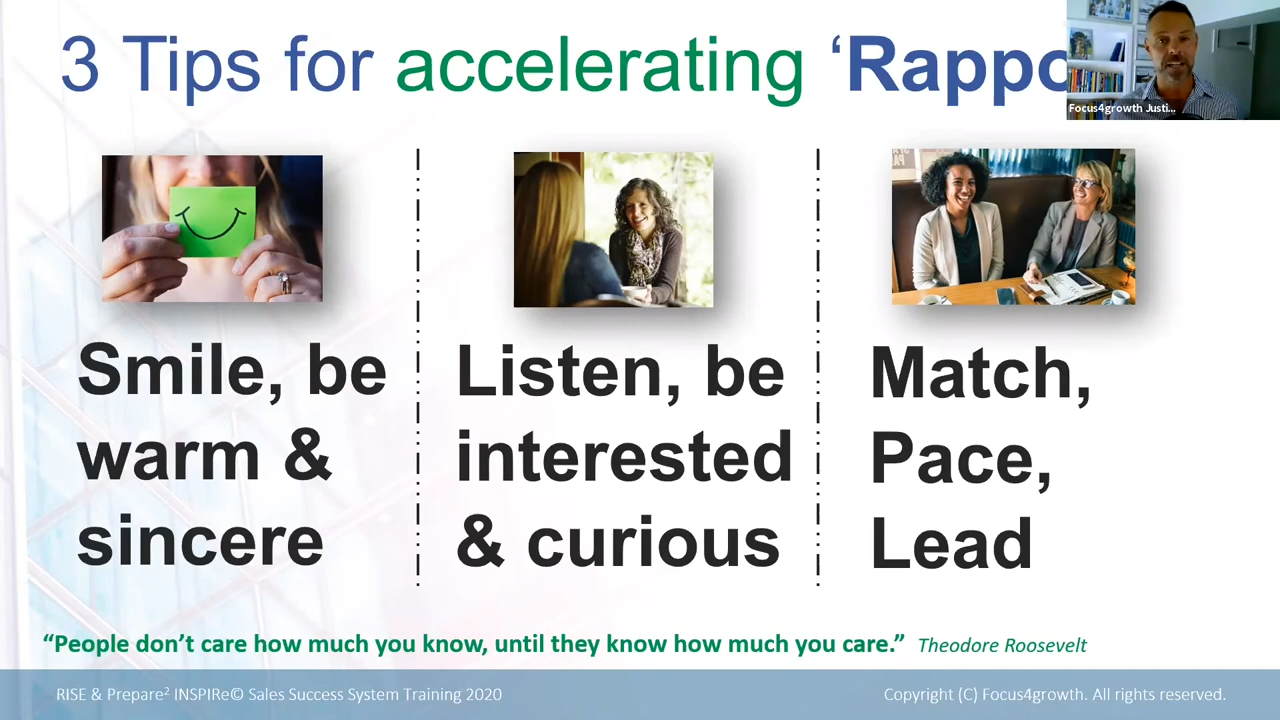 3 Tips for accelerating ‘Rappo
Focus4growth Justi...
Smile, be
warm &
sincere
Listen, be
interested
& curious
Match,
Pace,
Lead
“People don’t care how much you know, until they know how much you care.” Theodore Roosevelt
RISE & Prepare² INSPIRe© Sales Success System Training 2020
Copyright (C) Focus4growth. All rights reserved.